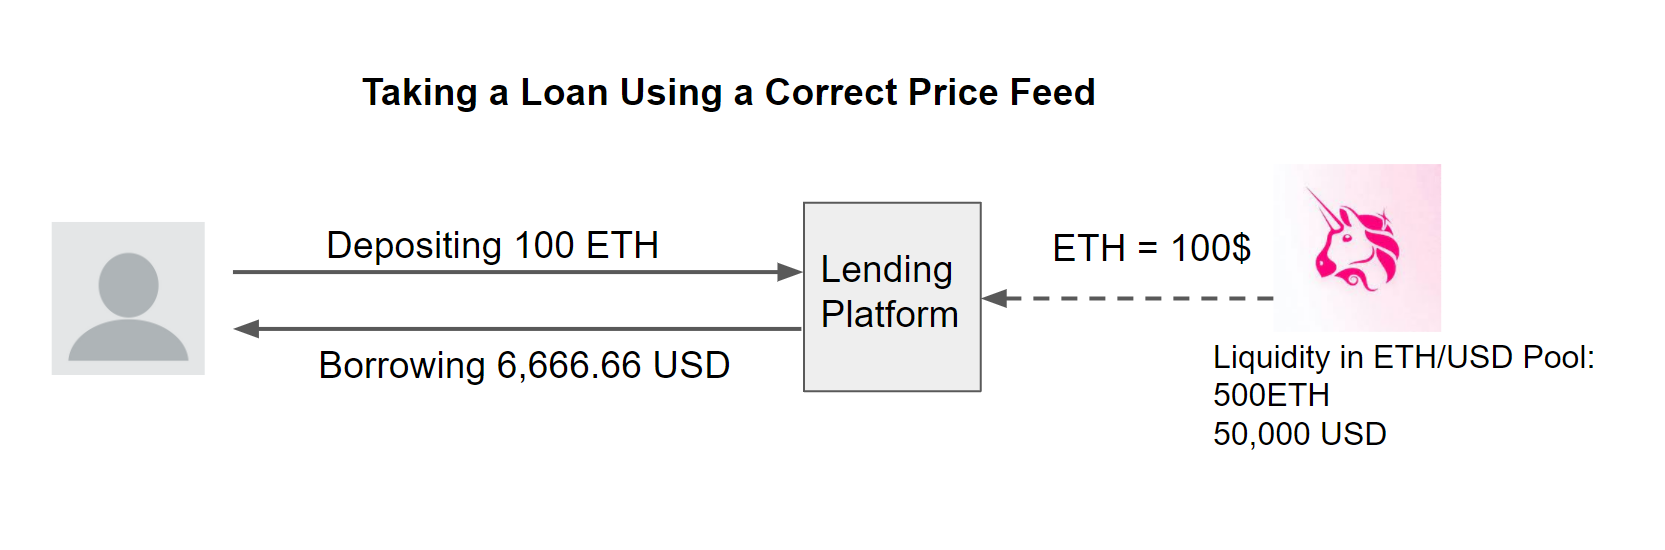 Taking a Loan Using a Correct Price Feed
Depositing 100 ETH
Borrowing 6,666.66 USD
Lending
Platform
ETH = 100$
Liquidity in ETH/USD Pool:
500ETH
50,000 USD